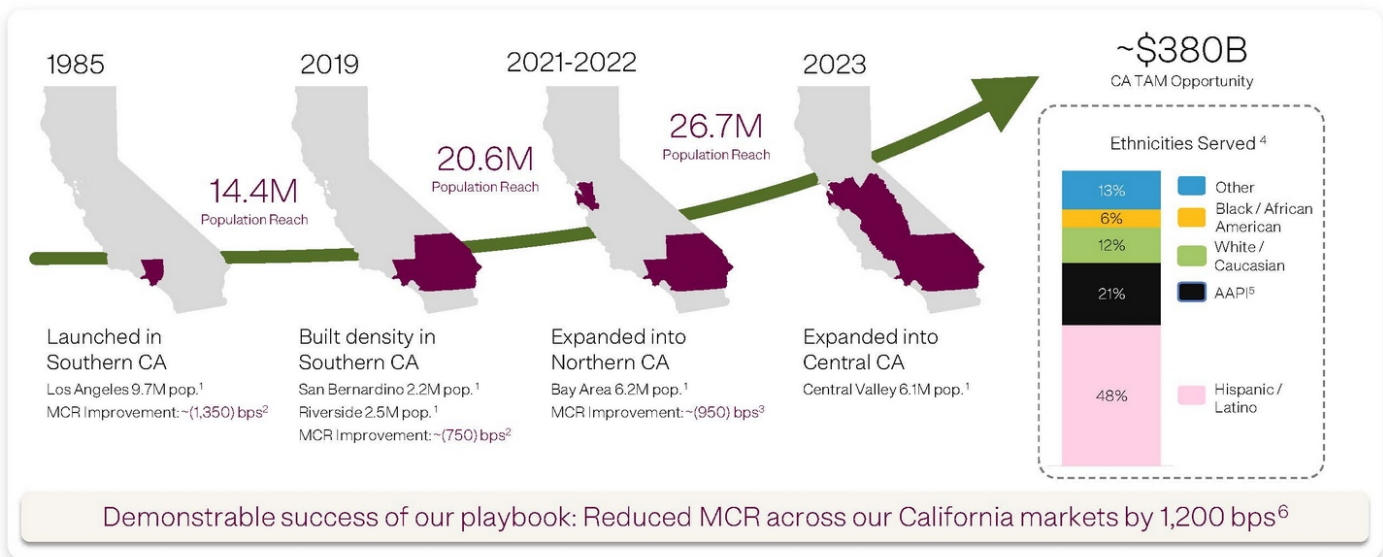 1985
2019
2021-2022
2023
~$380B
CA TAM Opportunity
14.4M
Population Reach
20.6M
Population Reach
26.7M
Population Reach
Launched in
Southern CA
Los Angeles 9.7M pop.¹
MCR Improvement: ~(1,350) bps²
Built density in
Southern CA
San Bernardino 2.2M pop.¹
Riverside 2.5M pop.¹
MCR Improvement: ~(750) bps²
Expanded into
Northern CA
Bay Area 6.2M pop.¹
MCR Improvement: ~(950) bps³
Expanded into
Central CA
Central Valley 6.1M pop.¹
Ethnicities Served ⁴
13%
Other
6%
Black / African
American
12%
White /
Caucasian
21%
AAPI⁵
48%
Hispanic /
Latino
Demonstrable success of our playbook: Reduced MCR across our California markets by 1,200 bps⁶